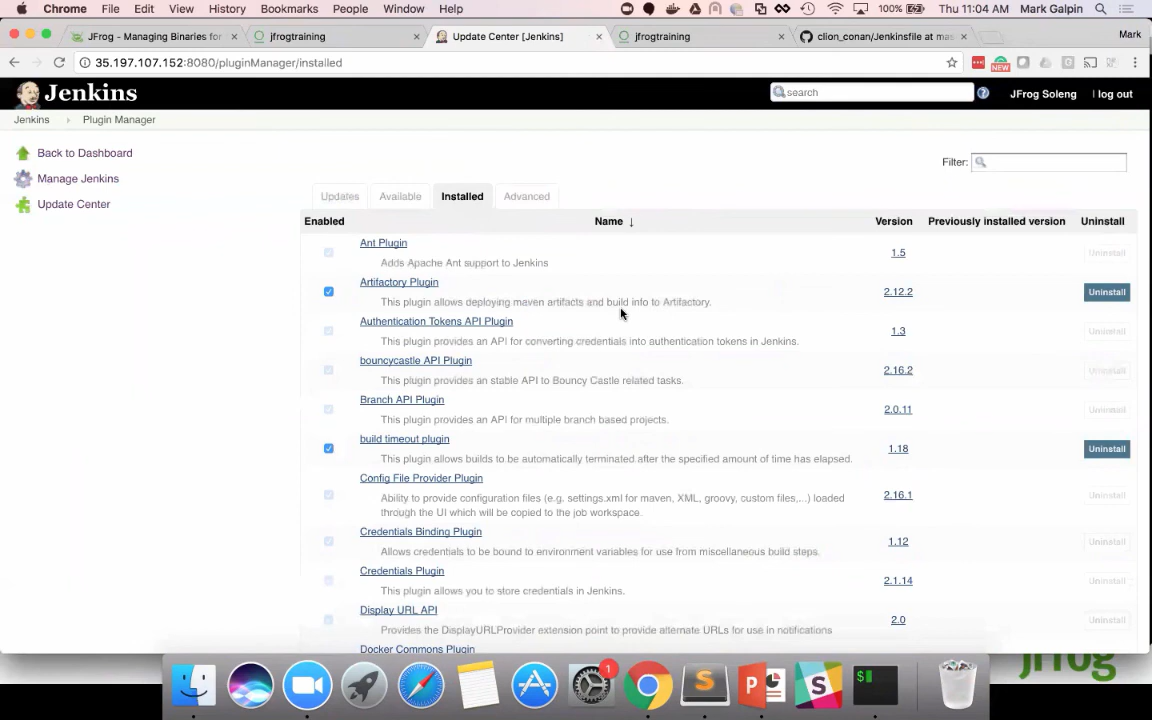 Chrome File Edit View History Bookmarks People Window Help 100% Thu 11:04 AM Mark Galpin
JFrog - Managing Binaries for jfrogtraining Update Center [Jenkins] jfrogtraining clion_conan/Jenkinsfile at mas Mark
35.197.107.152:8080/pluginManager/installed NEW
Jenkins search JFrog Soleng | log out
Jenkins Plugin Manager
Back to Dashboard
Manage Jenkins
Update Center
Filter:
Updates Available Installed Advanced
Enabled Name ↓ Version Previously installed version Uninstall
Ant Plugin
Adds Apache Ant support to Jenkins
1.5 Uninstall
Artifactory Plugin
This plugin allows deploying maven artifacts and build info to Artifactory.
2.12.2 Uninstall
Authentication Tokens API Plugin
This plugin provides an API for converting credentials into authentication tokens in Jenkins.
1.3 Uninstall
bouncycastle API Plugin
This plugin provides an stable API to Bouncy Castle related tasks.
2.16.2 Uninstall
Branch API Plugin
This plugin provides an API for multiple branch based projects.
2.0.11 Uninstall
build timeout plugin
This plugin allows builds to be automatically terminated after the specified amount of time has elapsed.
1.18 Uninstall
Config File Provider Plugin
Ability to provide configuration files (e.g. settings.xml for maven, XML, groovy, custom files,...) loaded
through the UI which will be copied to the job workspace.
2.16.1 Uninstall
Credentials Binding Plugin
Allows credentials to be bound to environment variables for use from miscellaneous build steps.
1.12 Uninstall
Credentials Plugin
This plugin allows you to store credentials in Jenkins.
2.1.14 Uninstall
Display URL API
Provides the DisplayURLProvider extension point to provide alternate URLs for use in notifications
2.0 Uninstall
Docker Commons Plugin
jFrog
1